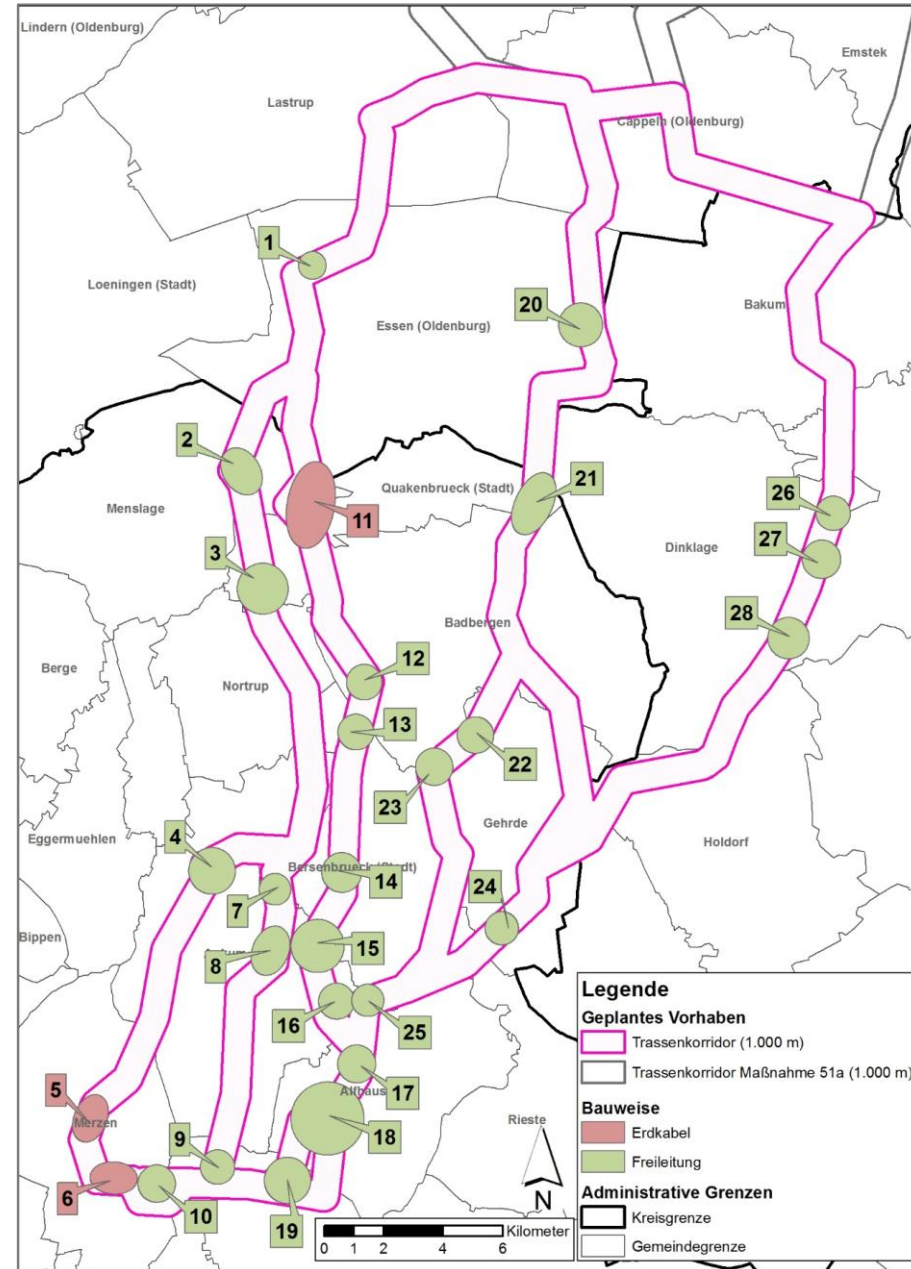 Lindern (Oldenburg)
Emstek
Lastrup
Cappeln (Oldenburg)
1
Loeningen (Stadt)
20
Essen (Oldenburg)
Bakum
2
Quakenbrueck (Stadt)
21
Menslage
11
26
Dinklage
27
3
28
Badbergen
Berge
12
Nortrup
13
22
23
Gehrde
Eggermuehlen
4
Holdorf
Bersenbrueck (Stadt)
14
7
24
Bippen
15
8
16
25
17
Alfhausen
5
Merzen
18
Rieste
9
6
10
19
N
Kilometer
0 1 2 4 6
Legende
Geplantes Vorhaben
Trassenkorridor (1.000 m)
Trassenkorridor Maßnahme 51a (1.000 m)
Bauweise
Erdkabel
Freileitung
Administrative Grenzen
Kreisgrenze
Gemeindegrenze